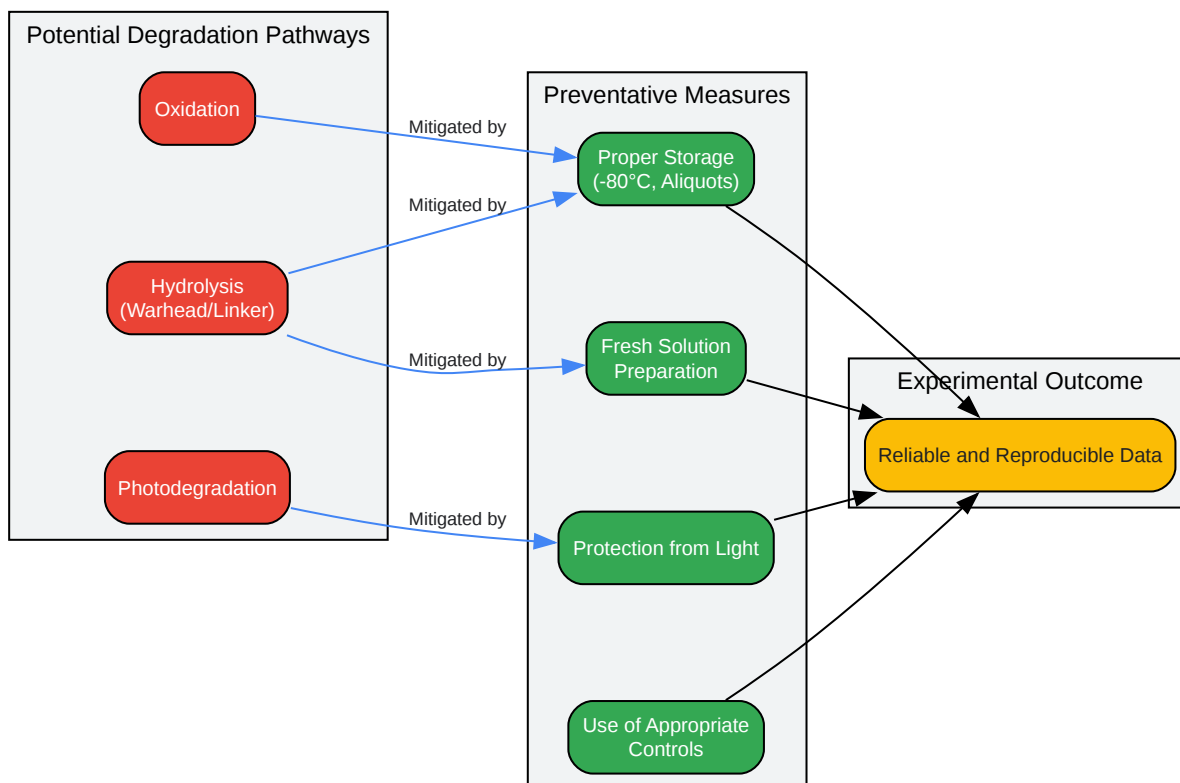 Potential Degradation Pathways
Oxidation
Hydrolysis
(Warhead/Linker)
Photodegradation
Mitigated by
Mitigated by
Mitigated by
Mitigated by
Preventative Measures
Proper Storage
(-80°C, Aliquots)
Fresh Solution
Preparation
Protection from Light
Use of Appropriate
Controls
Experimental Outcome
Reliable and Reproducible Data